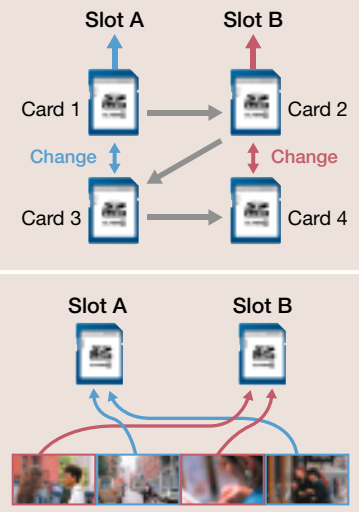 Slot A Slot B
Card 1 Card 2
Change Change
Card 3 Card 4
Slot A Slot B